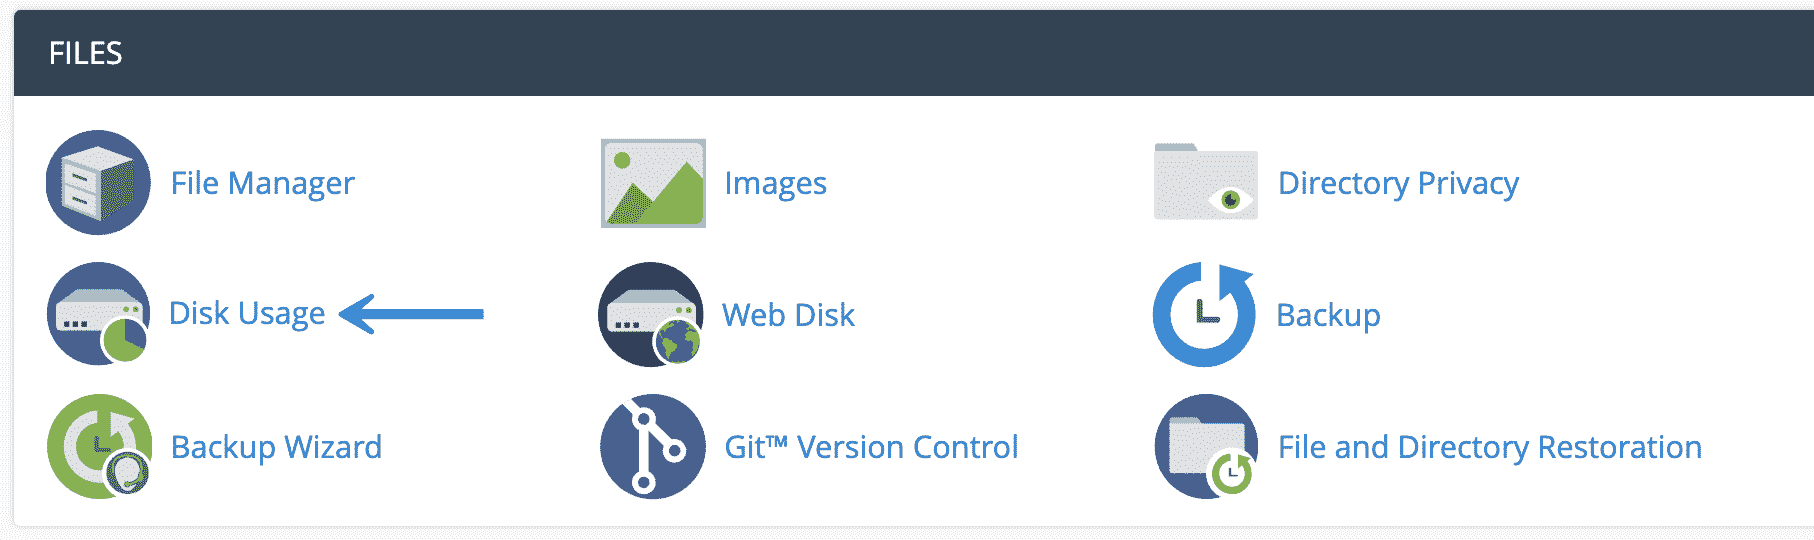 FILES
File Manager
Images
Directory Privacy
Disk Usage
Web Disk
Backup
Backup Wizard
Git™ Version Control
File and Directory Restoration